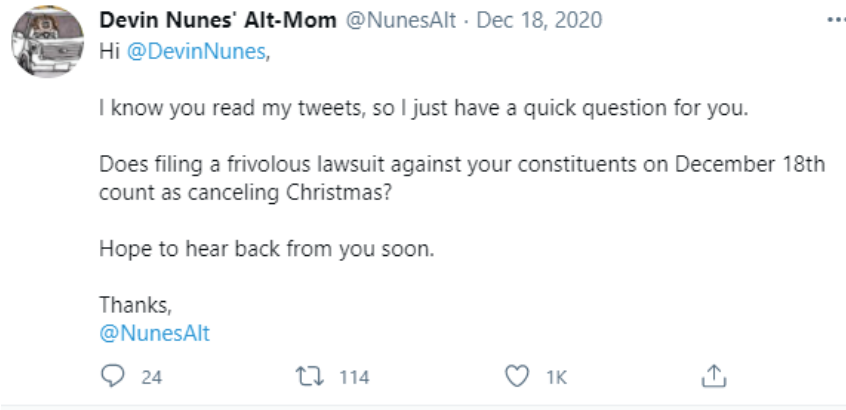 Devin Nunes' Alt-Mom @NunesAlt · Dec 18, 2020
Hi @DevinNunes,
I know you read my tweets, so I just have a quick question for you.
Does filing a frivolous lawsuit against your constituents on December 18th
count as canceling Christmas?
Hope to hear back from you soon.
Thanks,
@NunesAlt
24 114 1K